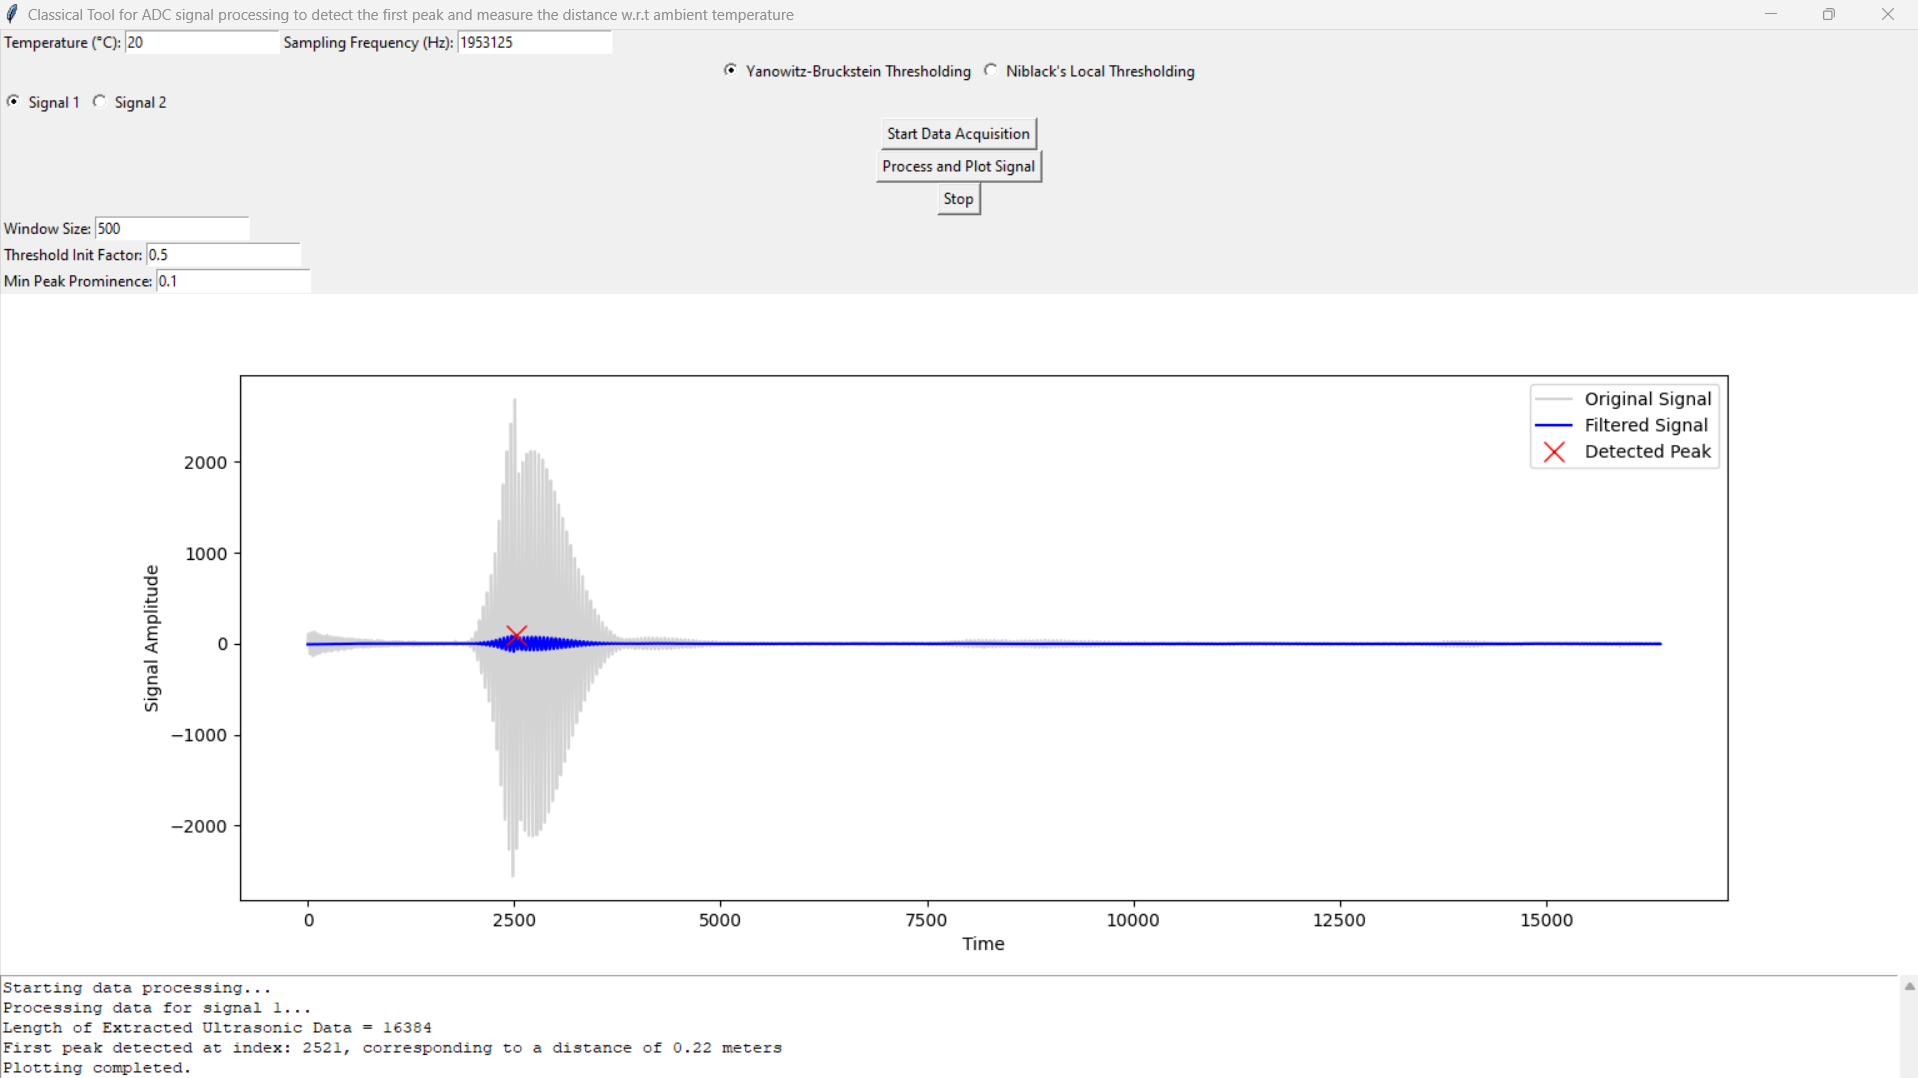 Classical Tool for ADC signal processing to detect the first peak and measure the distance w.r.t ambient temperature
Temperature (°C): 20 Sampling Frequency (Hz): 1953125
Yanowitz-Bruckstein Thresholding Niblack's Local Thresholding
Signal 1 Signal 2
Start Data Acquisition
Process and Plot Signal
Stop
Window Size: 500
Threshold Init Factor: 0.5
Min Peak Prominence: 0.1
Original Signal
Filtered Signal
Detected Peak
2000
1000
0
−1000
−2000
Signal Amplitude
0 2500 5000 7500 10000 12500 15000
Time
Starting data processing...
Processing data for signal 1...
Length of Extracted Ultrasonic Data = 16384
First peak detected at index: 2521, corresponding to a distance of 0.22 meters
Plotting completed.